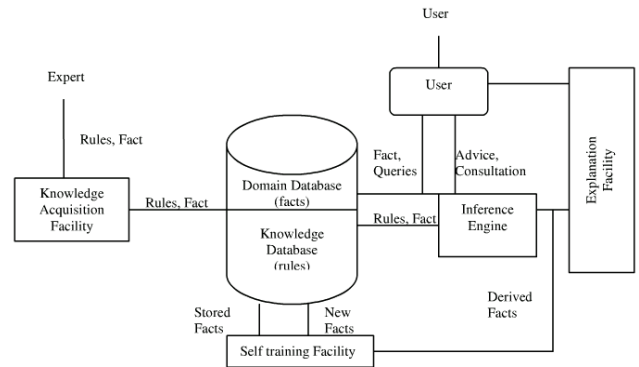 User
User
Expert
Rules, Fact
Fact,
Queries
Advice,
Consultation
Explanation
Facility
Knowledge
Acquisition
Facility
Rules, Fact
Domain Database
(facts)
Rules, Fact
Inference
Engine
Knowledge
Database
(rules)
Stored
Facts
New
Facts
Derived
Facts
Self training Facility